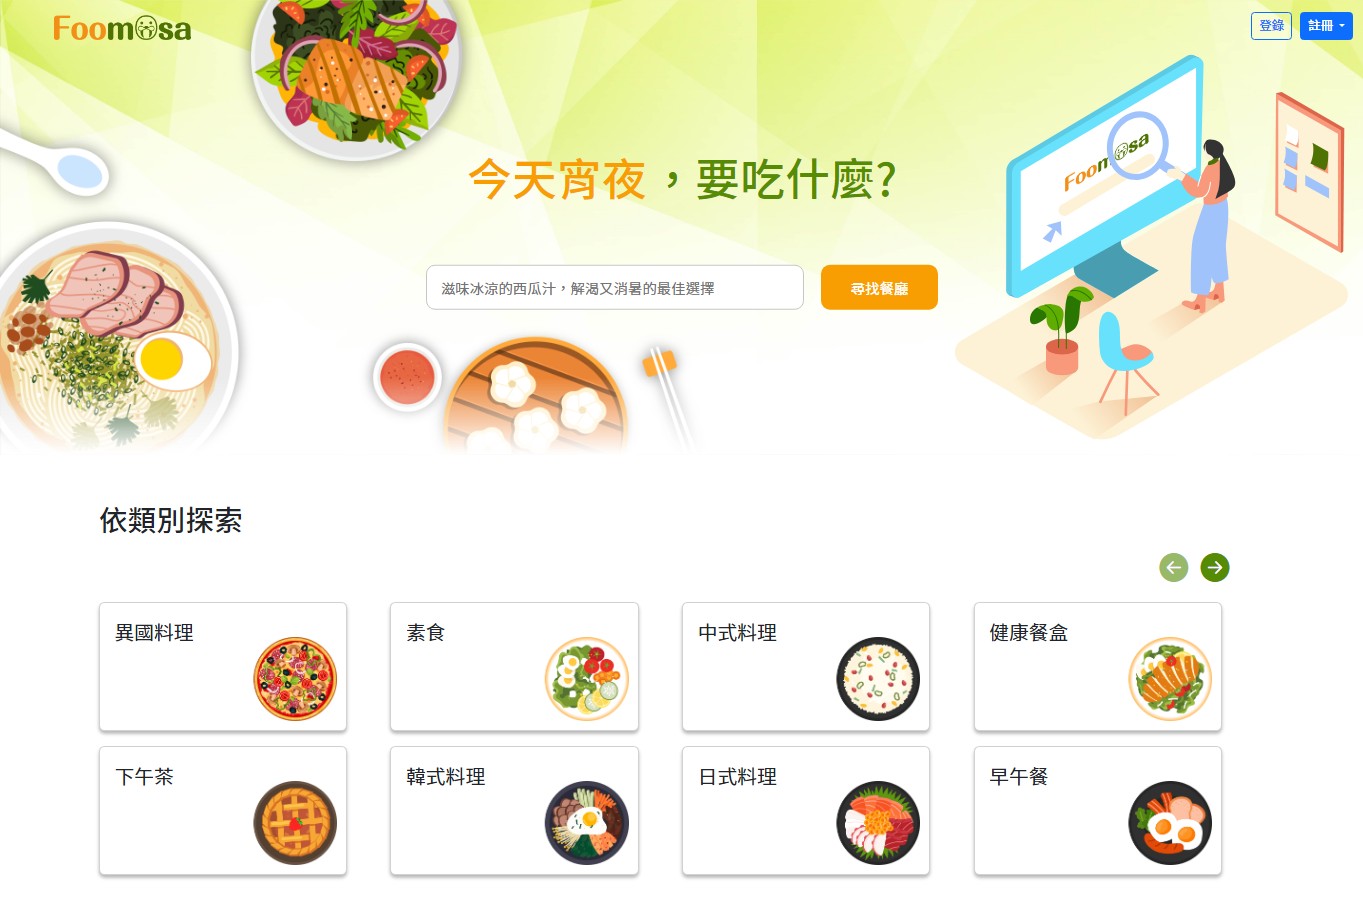 Foomosa
登錄
註冊
Foomosa
今天宵夜，要吃什麼?
滋味冰涼的西瓜汁，解渴又消暑的最佳選擇
尋找餐廳
依類別探索
異國料理
素食
中式料理
健康餐盒
下午茶
韓式料理
日式料理
早午餐